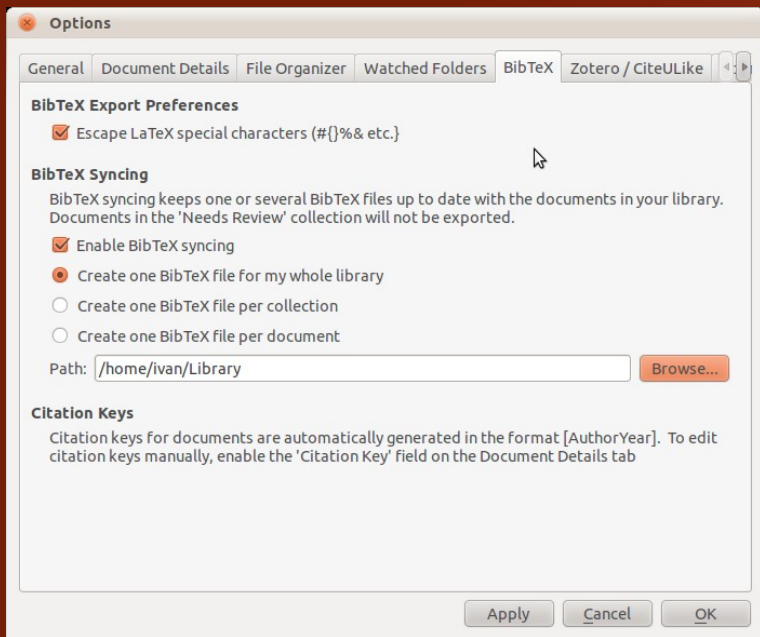 Options
General Document Details File Organizer Watched Folders BibTeX Zotero / CiteULike
BibTeX Export Preferences
Escape LaTeX special characters (#{}%& etc.}
BibTeX Syncing
BibTeX syncing keeps one or several BibTeX files up to date with the documents in your library.
Documents in the 'Needs Review' collection will not be exported.
Enable BibTeX syncing
Create one BibTeX file for my whole library
Create one BibTeX file per collection
Create one BibTeX file per document
Path: /home/ivan/Library Browse...
Citation Keys
Citation keys for documents are automatically generated in the format [AuthorYear]. To edit
citation keys manually, enable the 'Citation Key' field on the Document Details tab
Apply Cancel OK